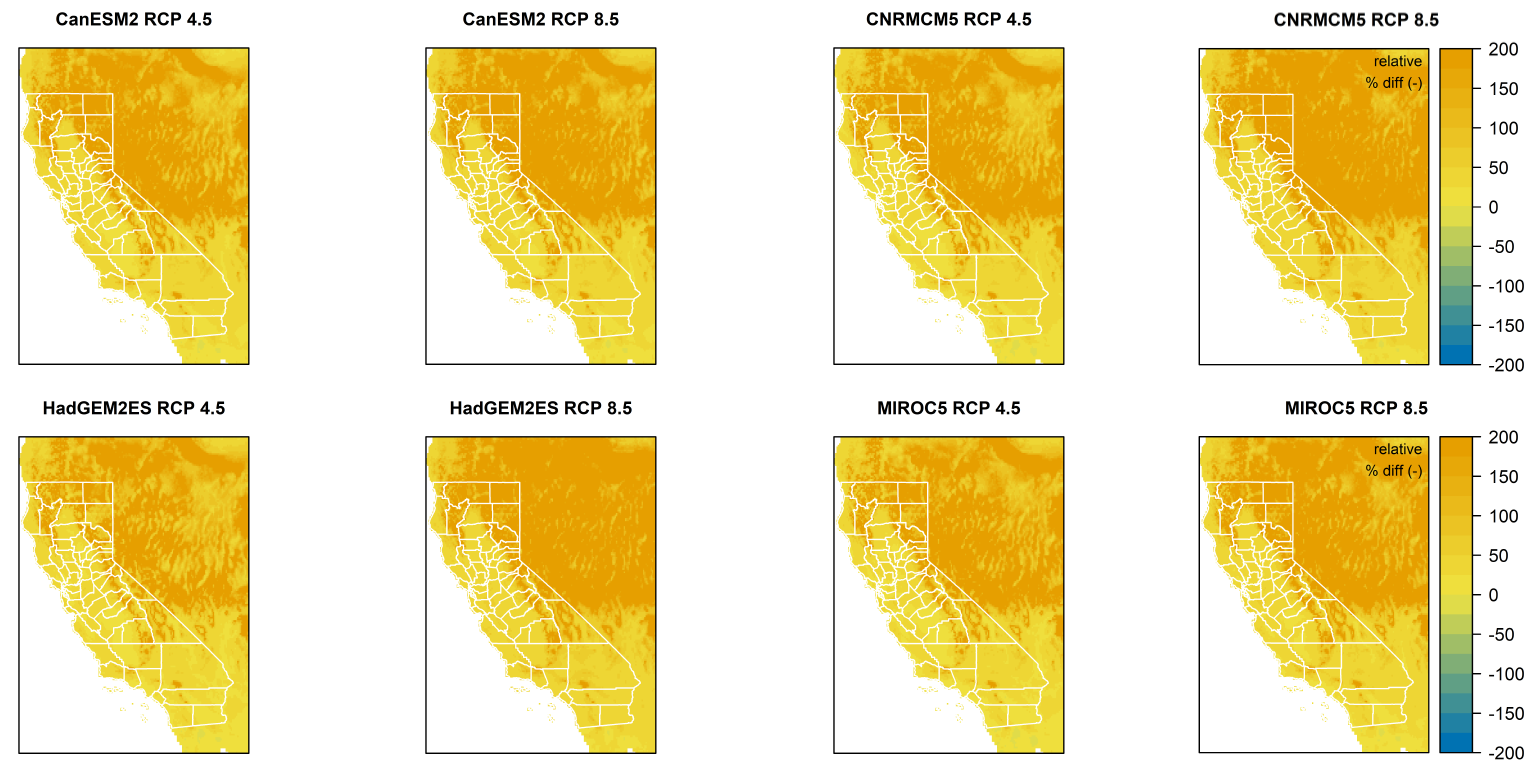 CanESM2 RCP 4.5
CanESM2 RCP 8.5
CNRMCM5 RCP 4.5
CNRMCM5 RCP 8.5
relative
% diff (-)
200
150
100
50
0
-50
-100
-150
-200
HadGEM2ES RCP 4.5
HadGEM2ES RCP 8.5
MIROC5 RCP 4.5
MIROC5 RCP 8.5
relative
% diff (-)
200
150
100
50
0
-50
-100
-150
-200